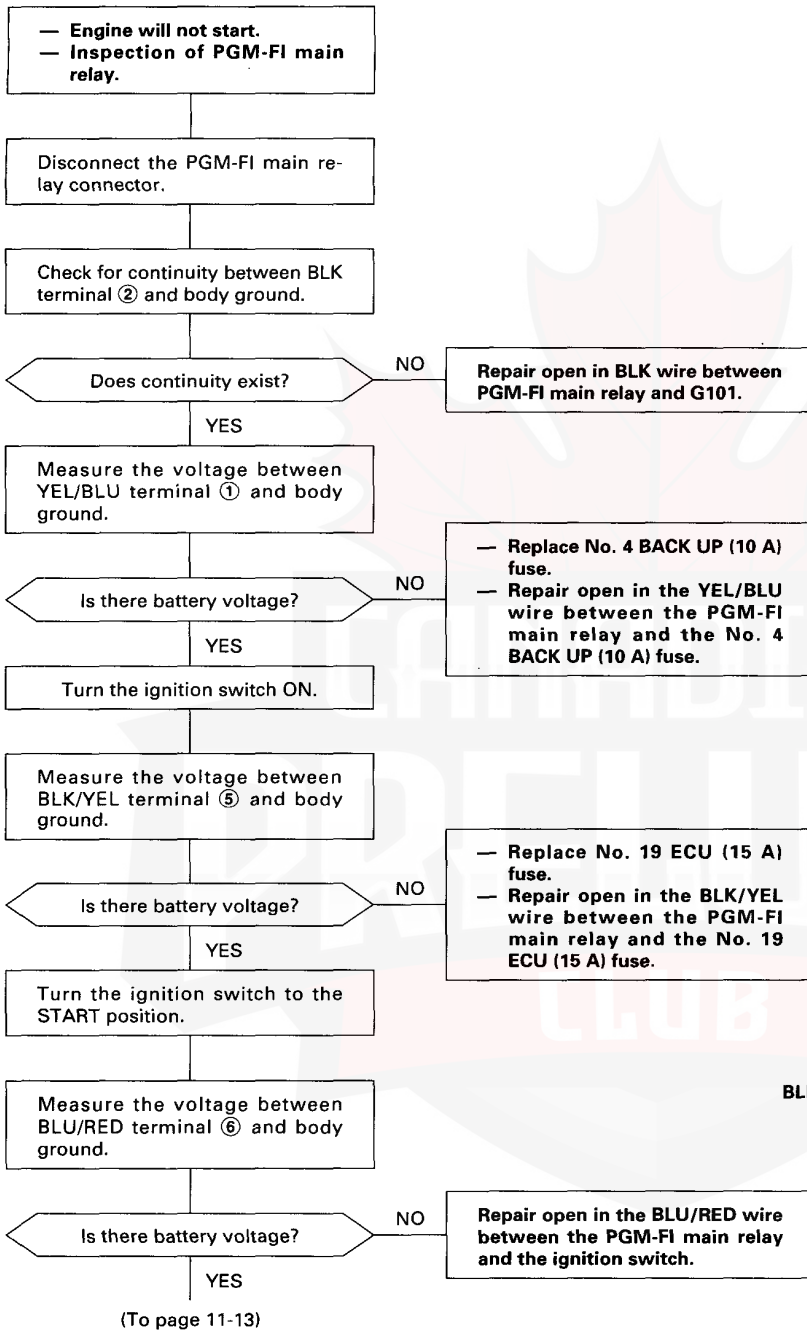 — Engine will not start.
— Inspection of PGM-FI main
relay.
Disconnect the PGM-FI main re-
lay connector.
Check for continuity between BLK
terminal ② and body ground.
Does continuity exist?
NO
Repair open in BLK wire between
PGM-FI main relay and G101.
YES
Measure the voltage between
YEL/BLU terminal ① and body
ground.
Is there battery voltage?
NO
— Replace No. 4 BACK UP (10 A)
fuse.
— Repair open in the YEL/BLU
wire between the PGM-FI
main relay and the No. 4
BACK UP (10 A) fuse.
YES
Turn the ignition switch ON.
Measure the voltage between
BLK/YEL terminal ⑤ and body
ground.
Is there battery voltage?
NO
— Replace No. 19 ECU (15 A)
fuse.
— Repair open in the BLK/YEL
wire between the PGM-FI
main relay and the No. 19
ECU (15 A) fuse.
YES
Turn the ignition switch to the
START position.
Measure the voltage between
BLU/RED terminal ⑥ and body
ground.
BL
Is there battery voltage?
NO
Repair open in the BLU/RED wire
between the PGM-FI main relay
and the ignition switch.
YES
(To page 11-13)
CANADI
PRELU
CLUB